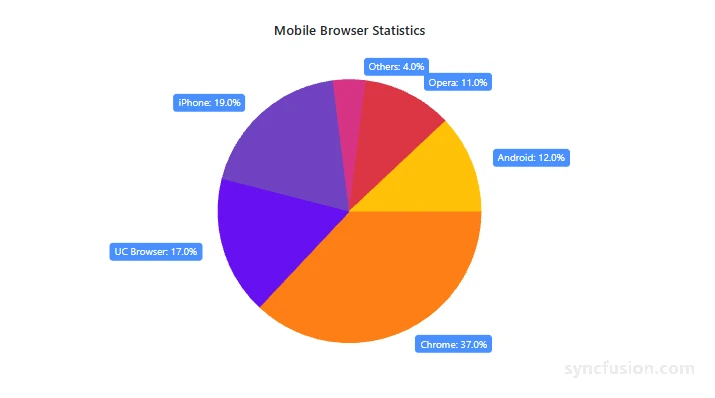 Mobile Browser Statistics
Others: 4.0%
Opera: 11.0%
iPhone: 19.0%
Android: 12.0%
UC Browser: 17.0%
Chrome: 37.0%
syncfusion.com